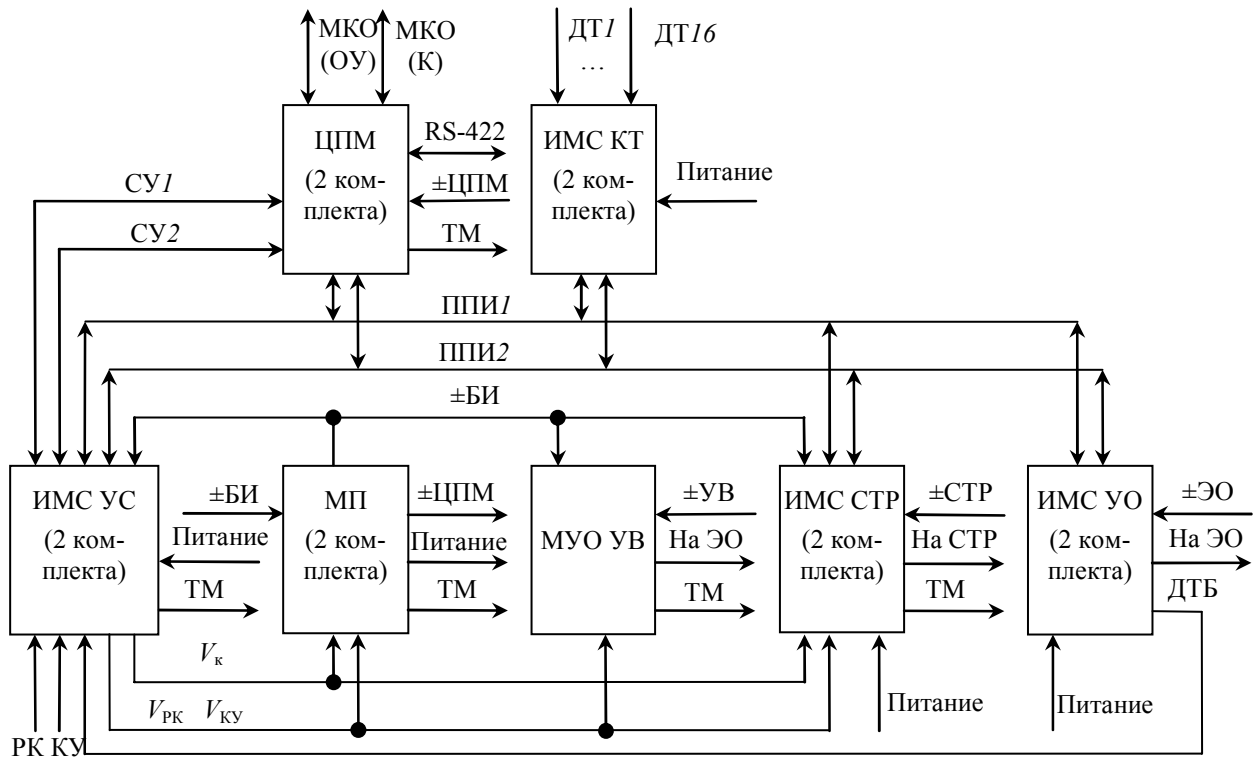 МКО
(ОУ)
МКО
(К)
ДТ1
…
ДТ16
ЦПМ
(2 ком-
плекта)
RS-422
±ЦПМ
ТМ
ИМС КТ
(2 ком-
плекта)
Питание
СУ1
СУ2
ППИ1
ППИ2
±БИ
ИМС УС
(2 ком-
плекта)
±БИ
Питание
ТМ
МП
(2 ком-
плекта)
±ЦПМ
Питание
ТМ
МУО УВ
±УВ
На ЭО
ТМ
ИМС СТР
(2 ком-
плекта)
±СТР
На СТР
ТМ
ИМС УО
(2 ком-
плекта)
±ЭО
На ЭО
ДТБ
Vк
VРК VКУ
Питание
Питание
РК КУ